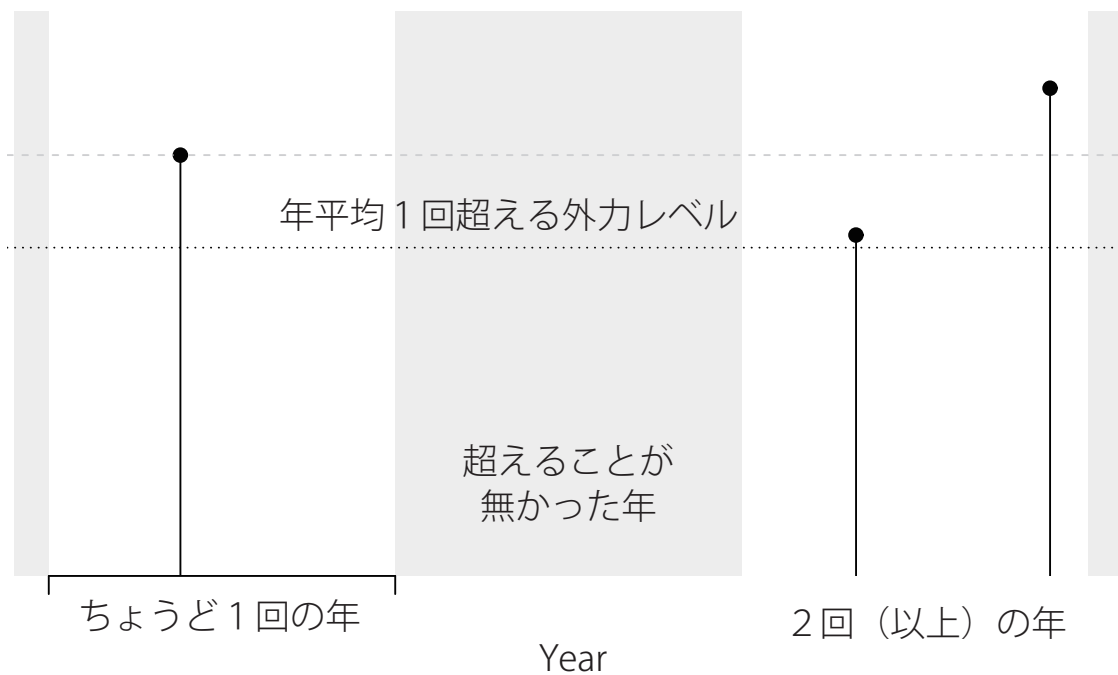 年平均１回超える外力レベル
超えることが
無かった年
ちょうど１回の年
２回（以上）の年
Year